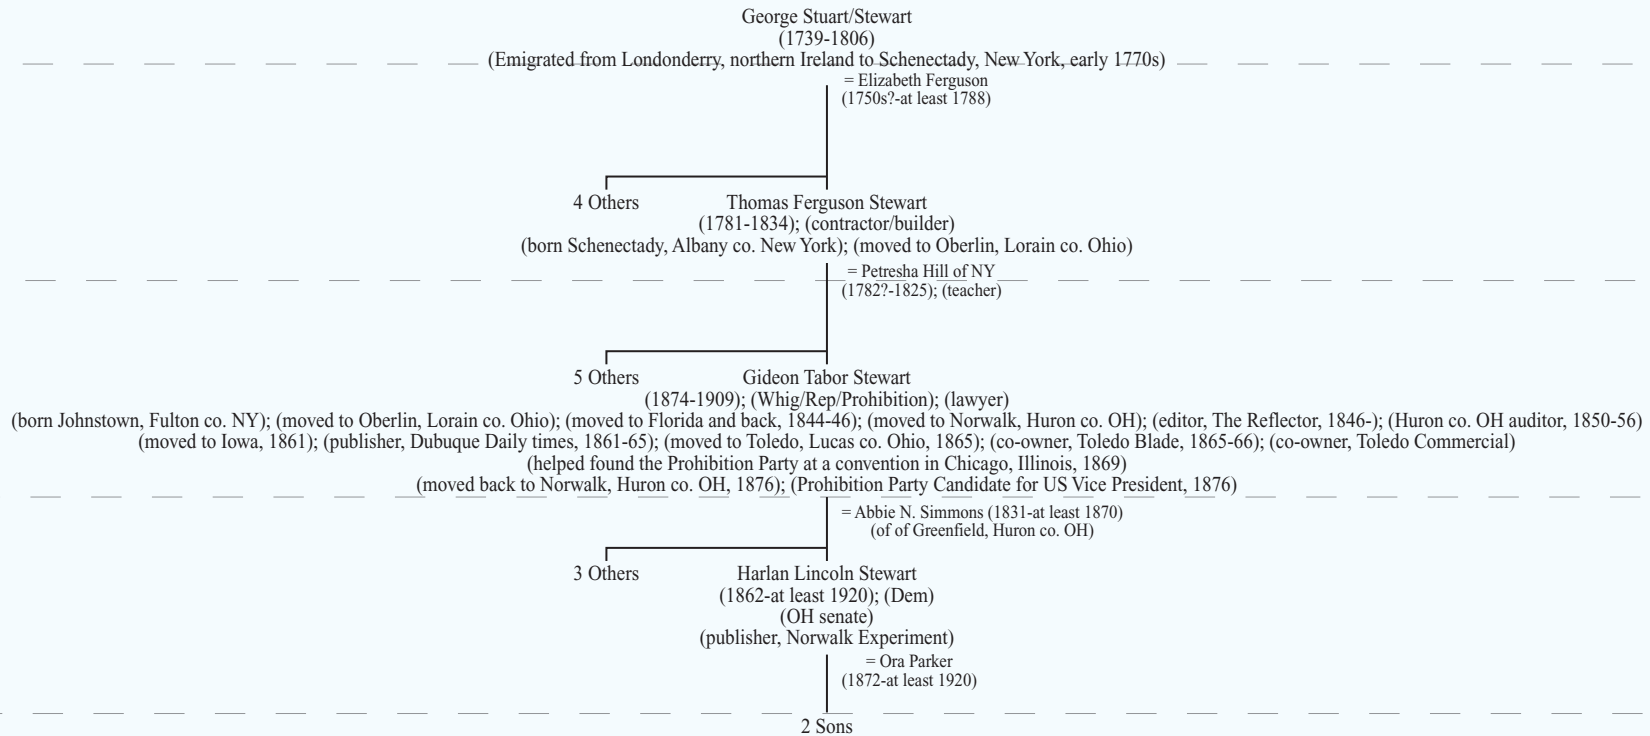 George Stuart/Stewart
(1739-1806)
(Emigrated from Londonderry, northern Ireland to Schenectady, New York, early 1770s)
= Elizabeth Ferguson
(1750s?-at least 1788)
4 Others
Thomas Ferguson Stewart
(1781-1834); (contractor/builder)
(born Schenectady, Albany co. New York); (moved to Oberlin, Lorain co. Ohio)
= Petresha Hill of NY
(1782?-1825); (teacher)
5 Others
Gideon Tabor Stewart
(1874-1909); (Whig/Rep/Prohibition); (lawyer)
(born Johnstown, Fulton co. NY); (moved to Oberlin, Lorain co. Ohio); (moved to Florida and back, 1844-46); (moved to Norwalk, Huron co. OH); (editor, The Reflector, 1846-); (Huron co. OH auditor, 1850-56)
(moved to Iowa, 1861); (publisher, Dubuque Daily times, 1861-65); (moved to Toledo, Lucas co. Ohio, 1865); (co-owner, Toledo Blade, 1865-66); (co-owner, Toledo Commercial)
(helped found the Prohibition Party at a convention in Chicago, Illinois, 1869)
(moved back to Norwalk, Huron co. OH, 1876); (Prohibition Party Candidate for US Vice President, 1876)
= Abbie N. Simmons (1831-at least 1870)
(of of Greenfield, Huron co. OH)
3 Others
Harlan Lincoln Stewart
(1862-at least 1920); (Dem)
(OH senate)
(publisher, Norwalk Experiment)
= Ora Parker
(1872-at least 1920)
2 Sons